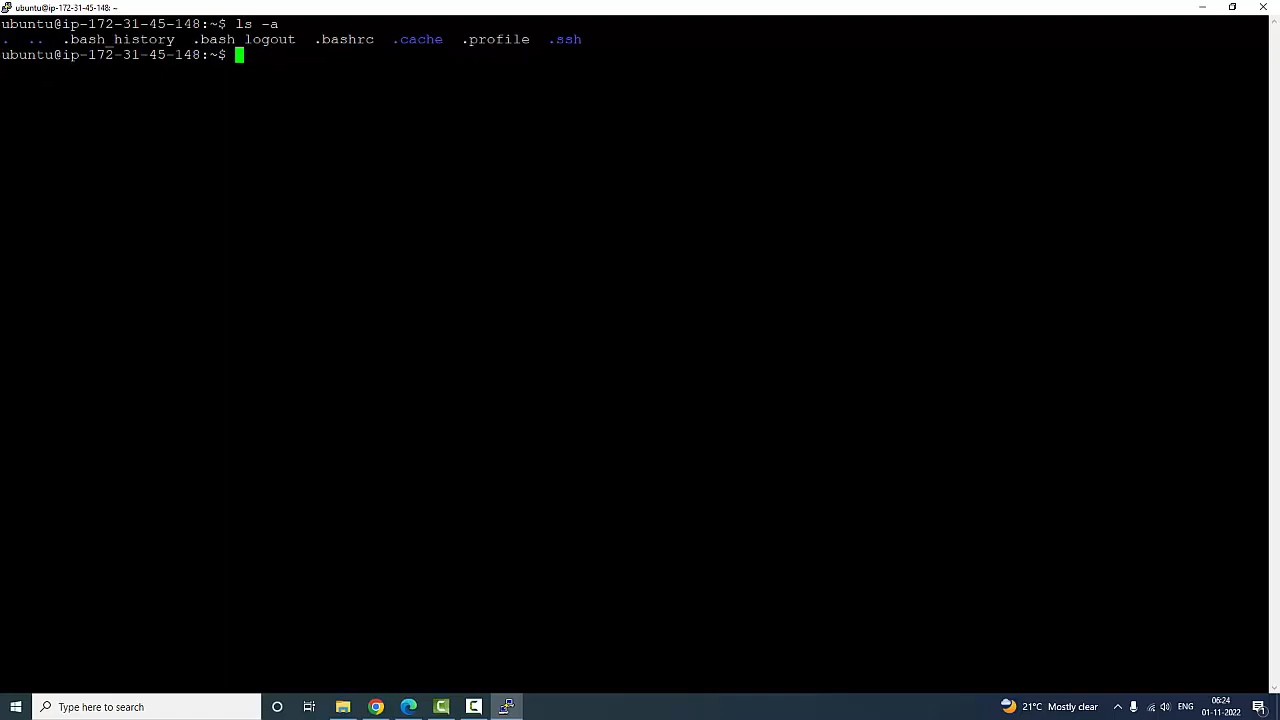 ubuntu@ip-172-31-45-148: ~
ubuntu@ip-172-31-45-148:~$ ls -a
.  ..  .bash_history  .bash_logout  .bashrc  .cache  .profile  .ssh
ubuntu@ip-172-31-45-148:~$
Type here to search
21°C Mostly clear
ENG
06:24
01-11-2022